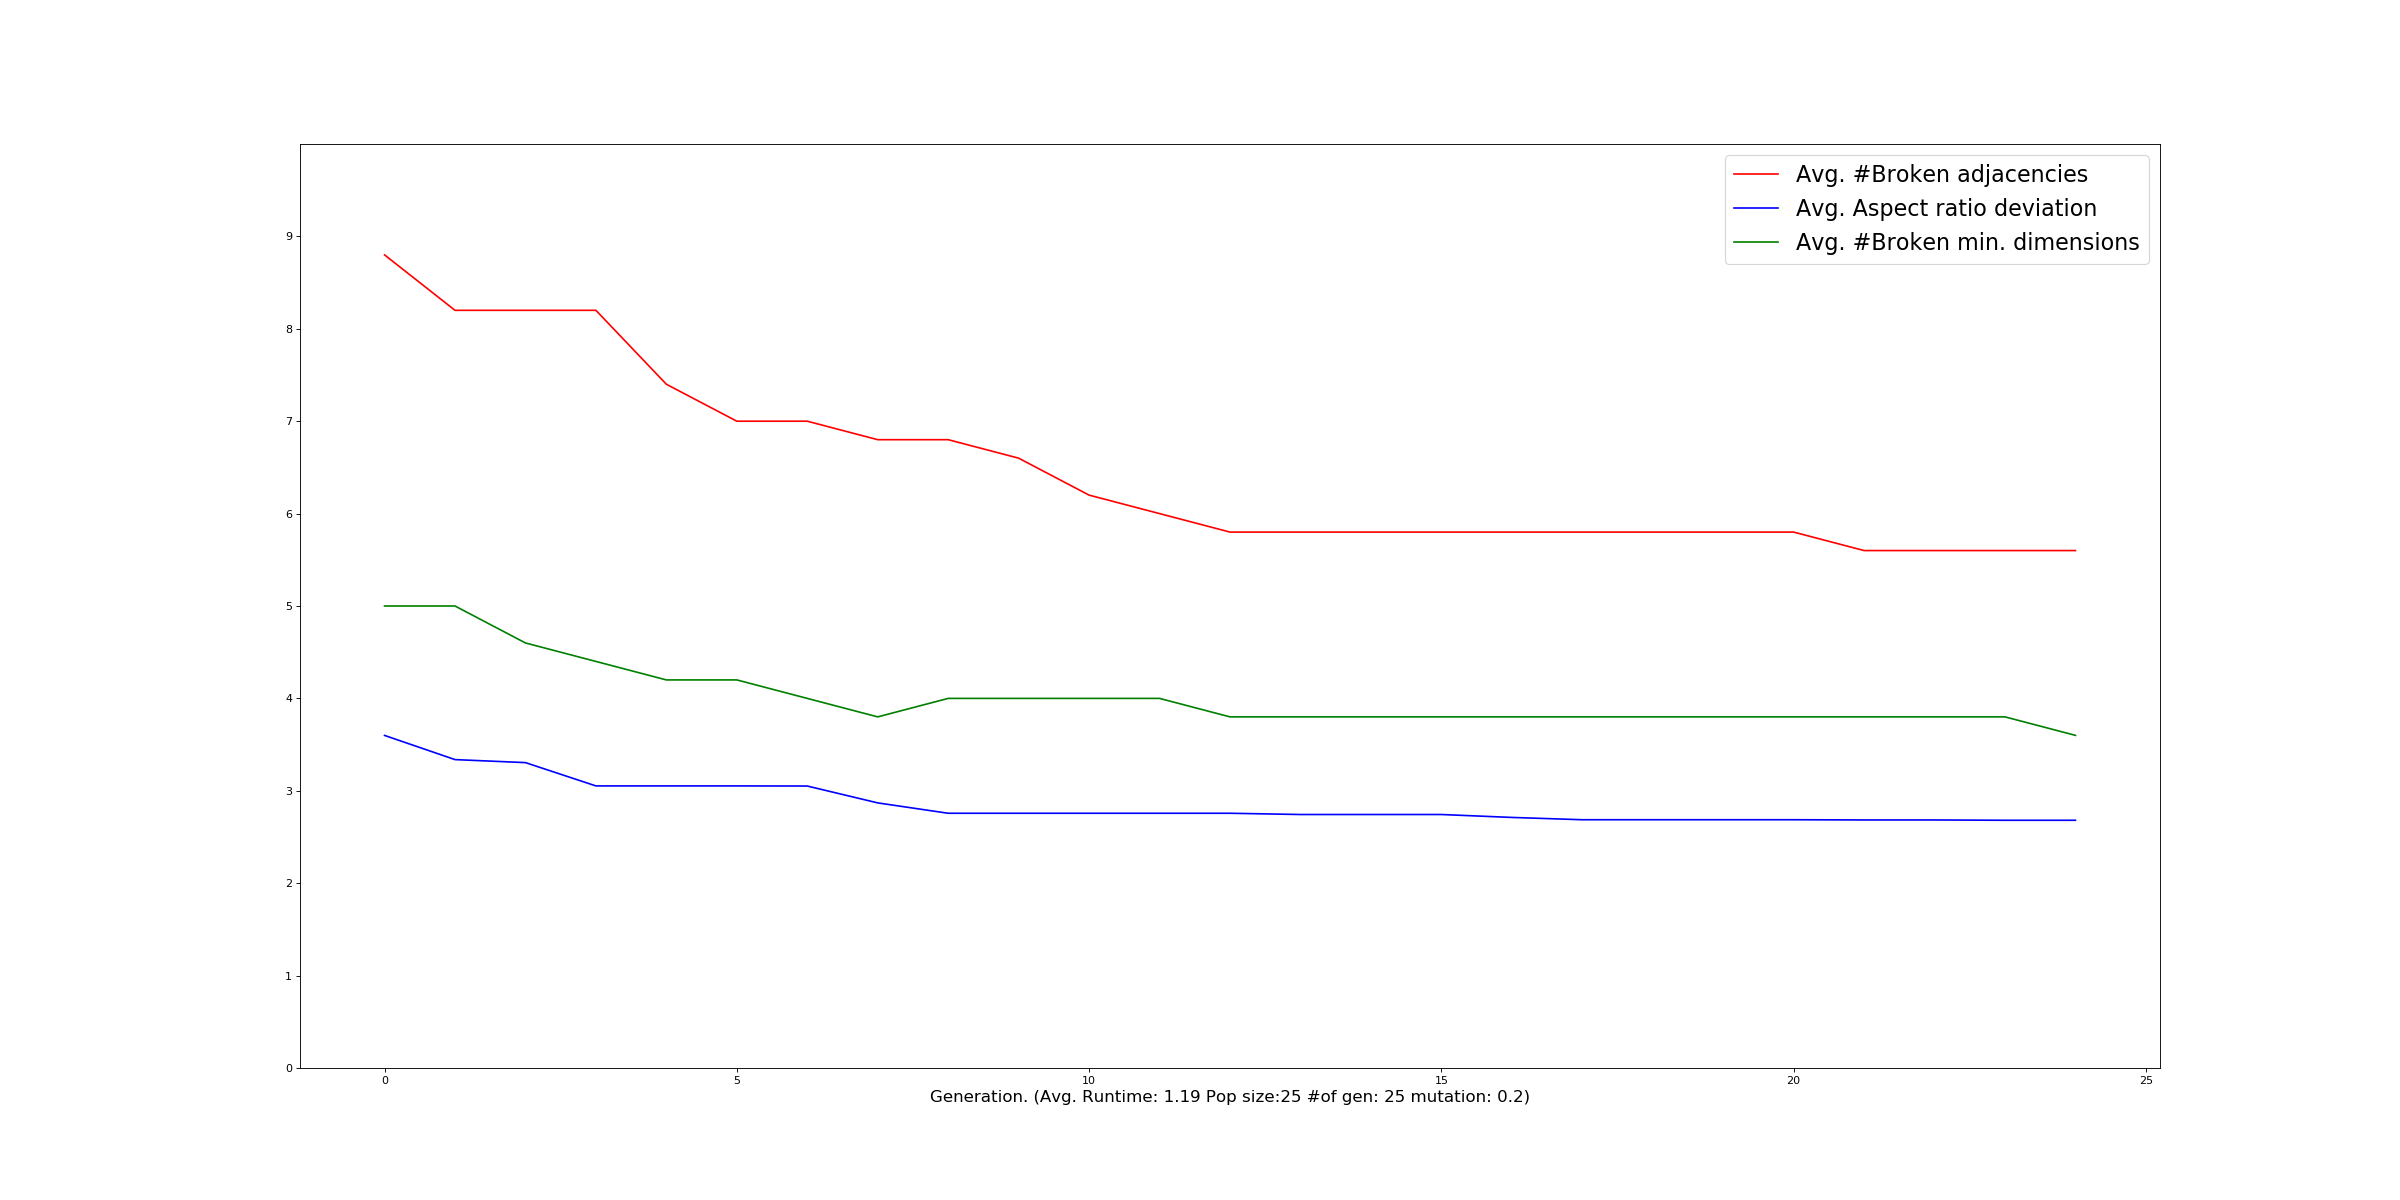 Avg. #Broken adjacencies
Avg. Aspect ratio deviation
Avg. #Broken min. dimensions
9
8
7
6
5
4
3
2
1
0
0 5 10 15 20 25
Generation. (Avg. Runtime: 1.19 Pop size:25 #of gen: 25 mutation: 0.2)